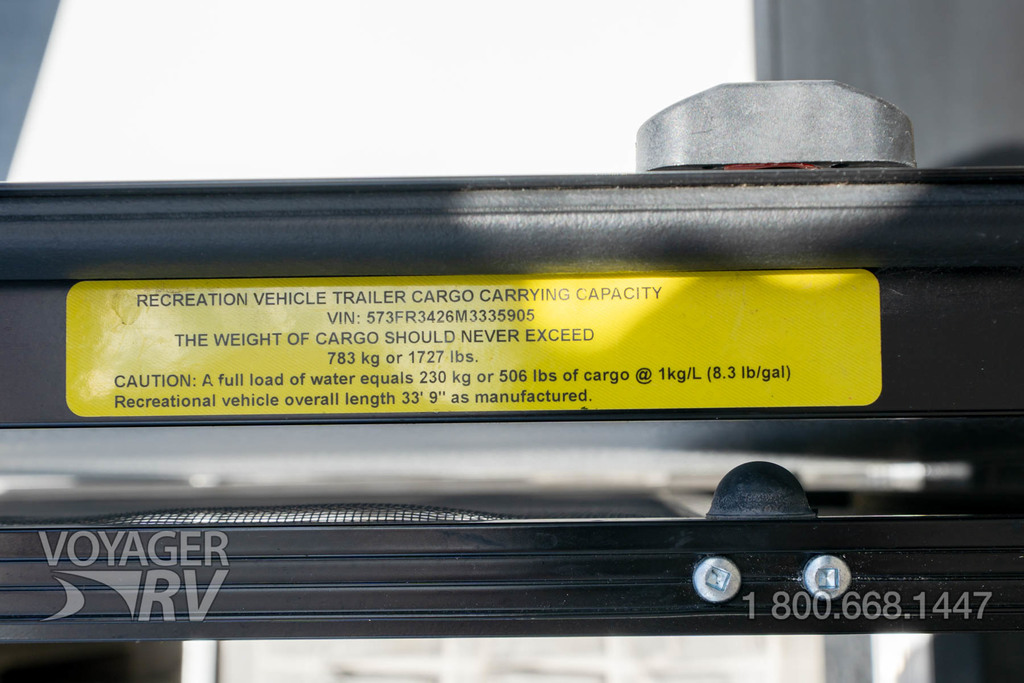 RECREATION VEHICLE TRAILER CARGO CARRYING CAPACITY
VIN: 573FR3426M3335905
THE WEIGHT OF CARGO SHOULD NEVER EXCEED
783 kg or 1727 lbs.
CAUTION: A full load of water equals 230 kg or 506 lbs of cargo @ 1kg/L (8.3 lb/gal)
Recreational vehicle overall length 33' 9" as manufactured.
VOYAGER
RV
1 800.668.1447